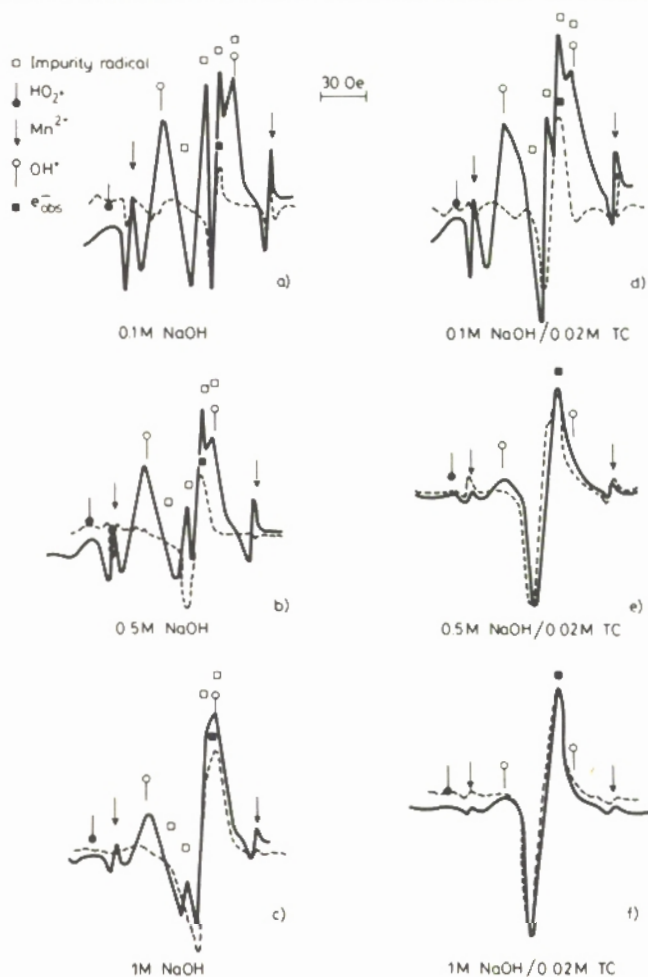 Impurity radical
HO₂•
Mn²⁺
OH•
e⁻obs
30 Oe
a)
0.1M NaOH
d)
0.1M NaOH/0.02M TC
b)
0.5M NaOH
e)
0.5M NaOH/0.02M TC
c)
1M NaOH
f)
1M NaOH/0.02M TC